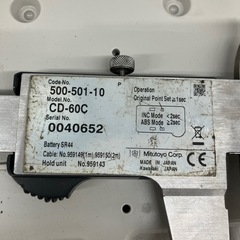 Code No.
500-501-10
Model No.
CD-60C
Serial No.
0040652
Battery SR44
Cable: No. 959149(1m), 959150(2m)
Hold unit No. 959143
P
Operation
Original Point Set ≧1sec
INC Mode ≧2sec
ABS Mode ≧2sec
Mitutoyo Corp.
MADE IN JAPAN
Kawasaki JAPAN